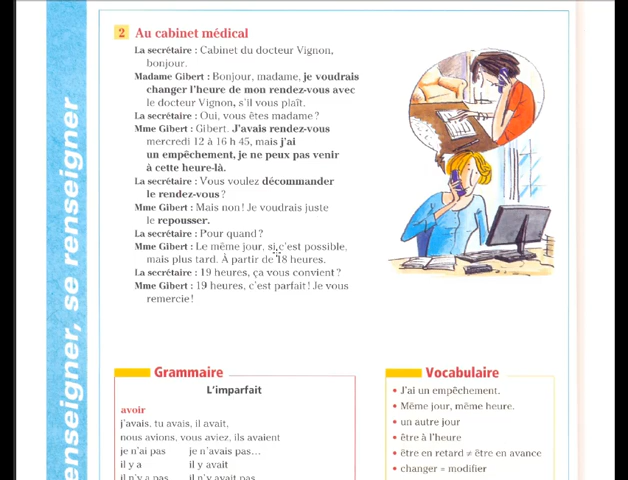 enseigner, se renseigner
2 Au cabinet médical
La secrétaire : Cabinet du docteur Vignon,
bonjour.
Madame Gibert : Bonjour, madame, je voudrais
changer l'heure de mon rendez-vous avec
le docteur Vignon, s'il vous plaît.
La secrétaire : Oui, vous êtes madame ?
Mme Gibert : Gibert. J'avais rendez-vous
mercredi 12 à 16 h 45, mais j'ai
un empêchement, je ne peux pas venir
à cette heure-là.
La secrétaire : Vous voulez décommander
le rendez-vous ?
Mme Gibert : Mais non ! Je voudrais juste
le repousser.
La secrétaire : Pour quand ?
Mme Gibert : Le même jour, si c'est possible,
mais plus tard. À partir de 18 heures.
La secrétaire : 19 heures, ça vous convient ?
Mme Gibert : 19 heures, c'est parfait ! Je vous
remercie !
Grammaire
L'imparfait
avoir
j'avais, tu avais, il avait,
nous avions, vous aviez, ils avaient
je n'ai pas je n'avais pas...
il y a il y avait
il n'y a pas il n'y avait pas
Vocabulaire
• J'ai un empêchement.
• Même jour, même heure.
• un autre jour
• être à l'heure
• être en retard ≠ être en avance
• changer = modifier